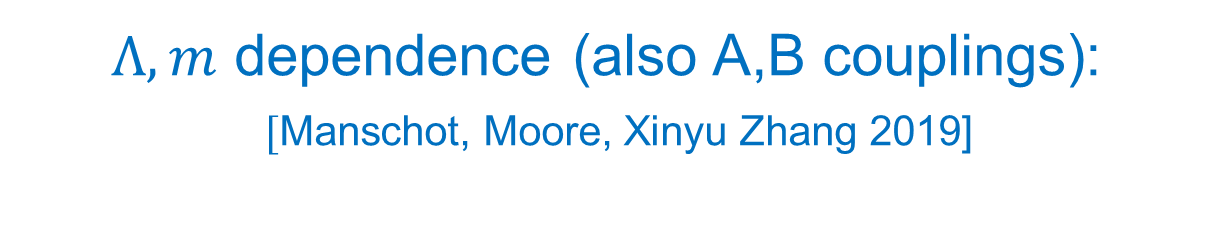 Λ, m dependence (also A,B couplings):
[Manschot, Moore, Xinyu Zhang 2019]